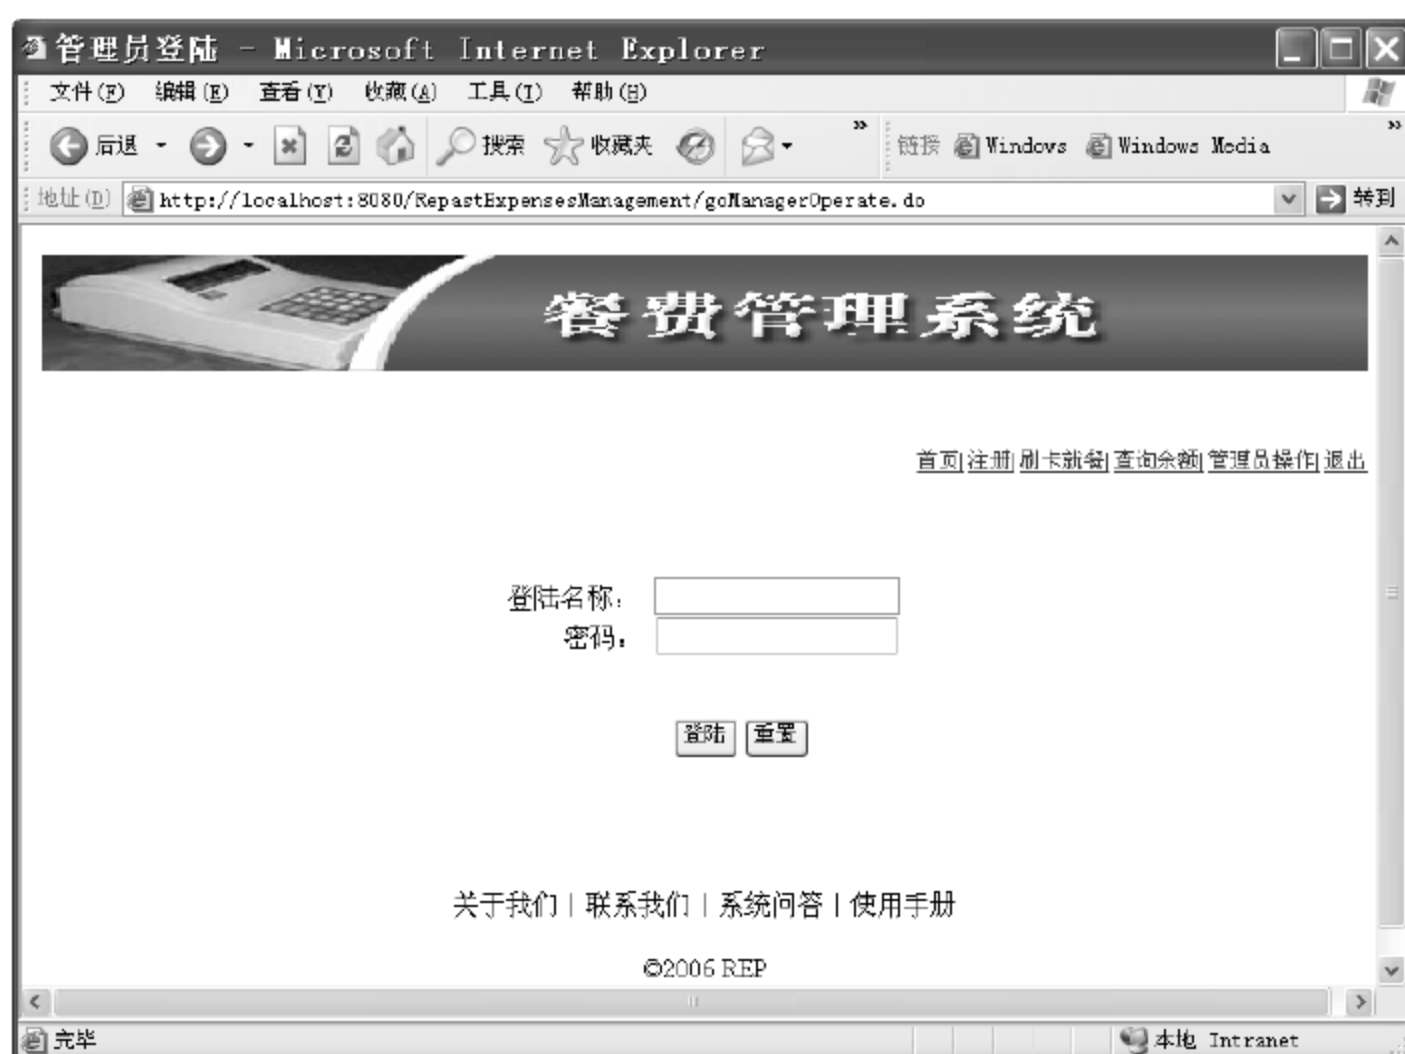 管理员登陆 - Microsoft Internet Explorer
文件(F) 编辑(E) 查看(V) 收藏(A) 工具(T) 帮助(H)
后退 搜索 收藏夹 » 链接 Windows Windows Media »
地址(D) http://localhost:8080/RepastExpensesManagement/goManagerOperate.do 转到
餐费管理系统
首页| 注册| 刷卡就餐| 查询余额| 管理员操作| 退出
登陆名称：
密码：
登陆 重置
关于我们 | 联系我们 | 系统问答 | 使用手册
©2006 REP
完毕 本地 Intranet